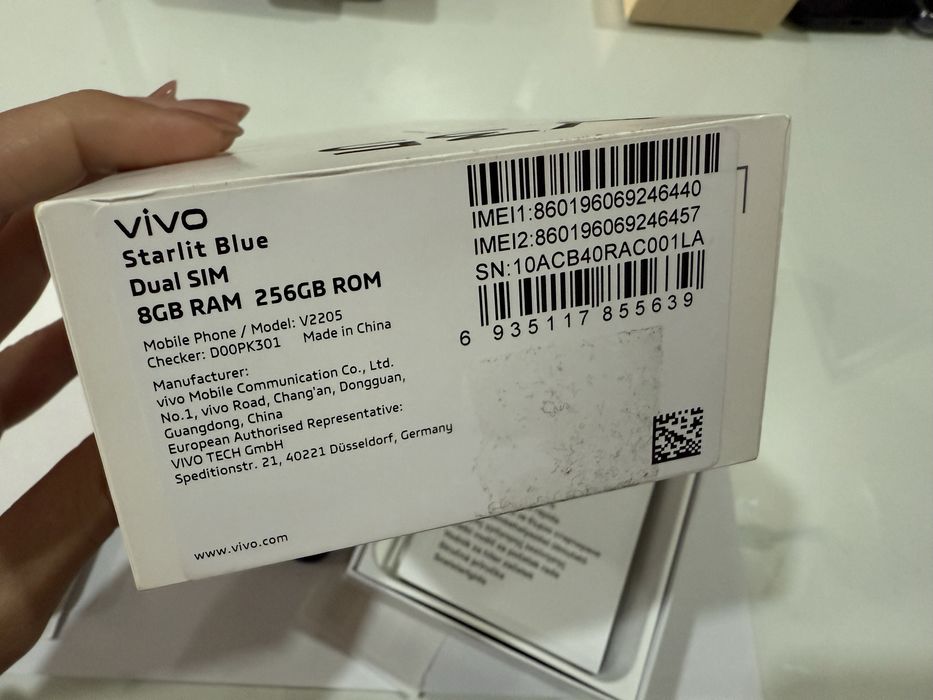 vivo
Starlit Blue
Dual SIM
8GB RAM 256GB ROM
Mobile Phone / Model: V2205
Checker: D00PK301 Made in China
Manufacturer:
vivo Mobile Communication Co., Ltd.
No.1, vivo Road, Chang'an, Dongguan,
Guangdong, China
European Authorised Representative:
VIVO TECH GmbH
Speditionstr. 21, 40221 Düsseldorf, Germany
www.vivo.com
IMEI1:860196069246440
IMEI2:860196069246457
SN:10ACB40RAC001LA
6 935117 855639